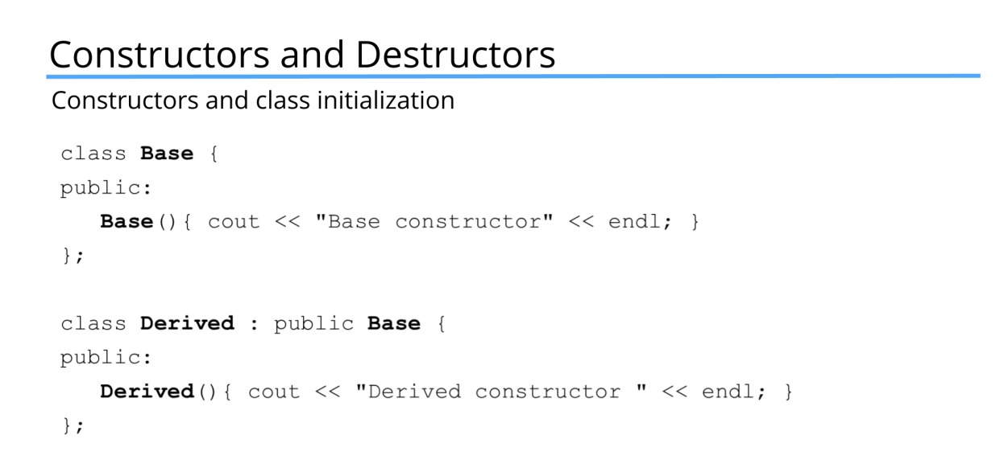 Constructors and Destructors
Constructors and class initialization
class Base {
public:
Base(){ cout << "Base constructor" << endl; }
};
class Derived : public Base {
public:
Derived(){ cout << "Derived constructor " << endl; }
};